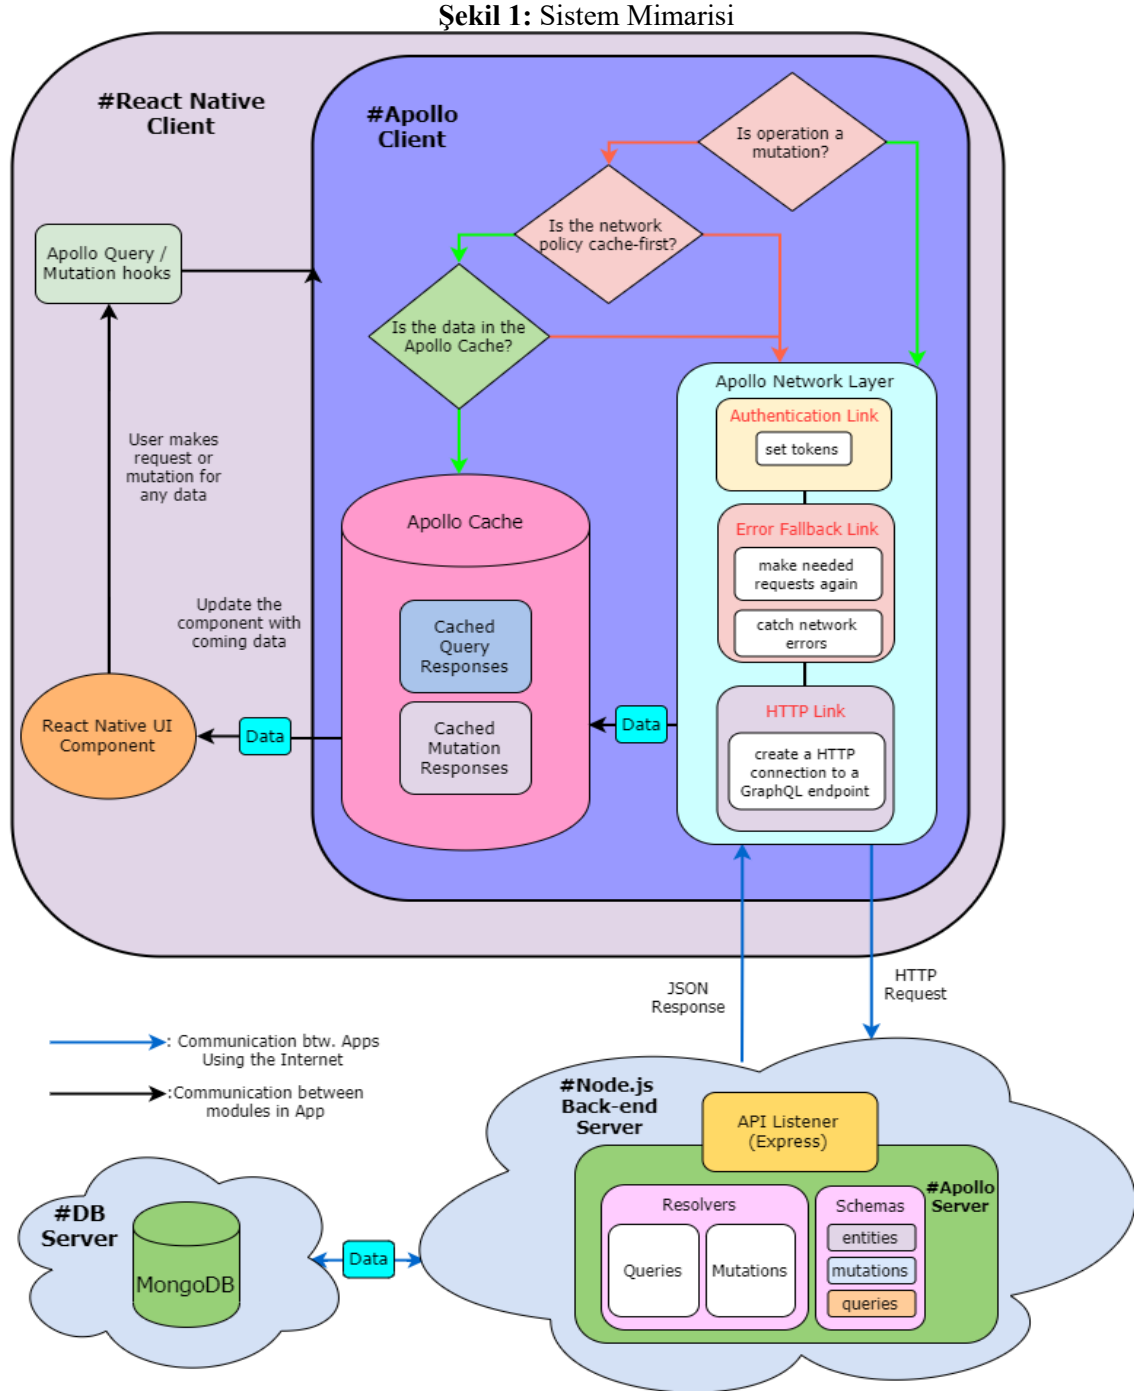 Şekil 1: Sistem Mimarisi
#React Native
Client
#Apollo
Client
Is operation a
mutation?
Is the network
policy cache-first?
Apollo Query /
Mutation hooks
Is the data in the
Apollo Cache?
Apollo Network Layer
Authentication Link
set tokens
User makes
request or
mutation for
any data
Apollo Cache
Error Fallback Link
make needed
requests again
catch network
errors
Update the
component with
coming data
Cached
Query
Responses
React Native UI
Component
Data
Cached
Mutation
Responses
Data
HTTP Link
create a HTTP
connection to a
GraphQL endpoint
JSON
Response
HTTP
Request
: Communication btw. Apps
Using the Internet
:Communication between
modules in App
#Node.js
Back-end
Server
API Listener
(Express)
#Apollo
Server
Resolvers
Queries
Mutations
Schemas
entities
mutations
queries
#DB
Server
MongoDB
Data